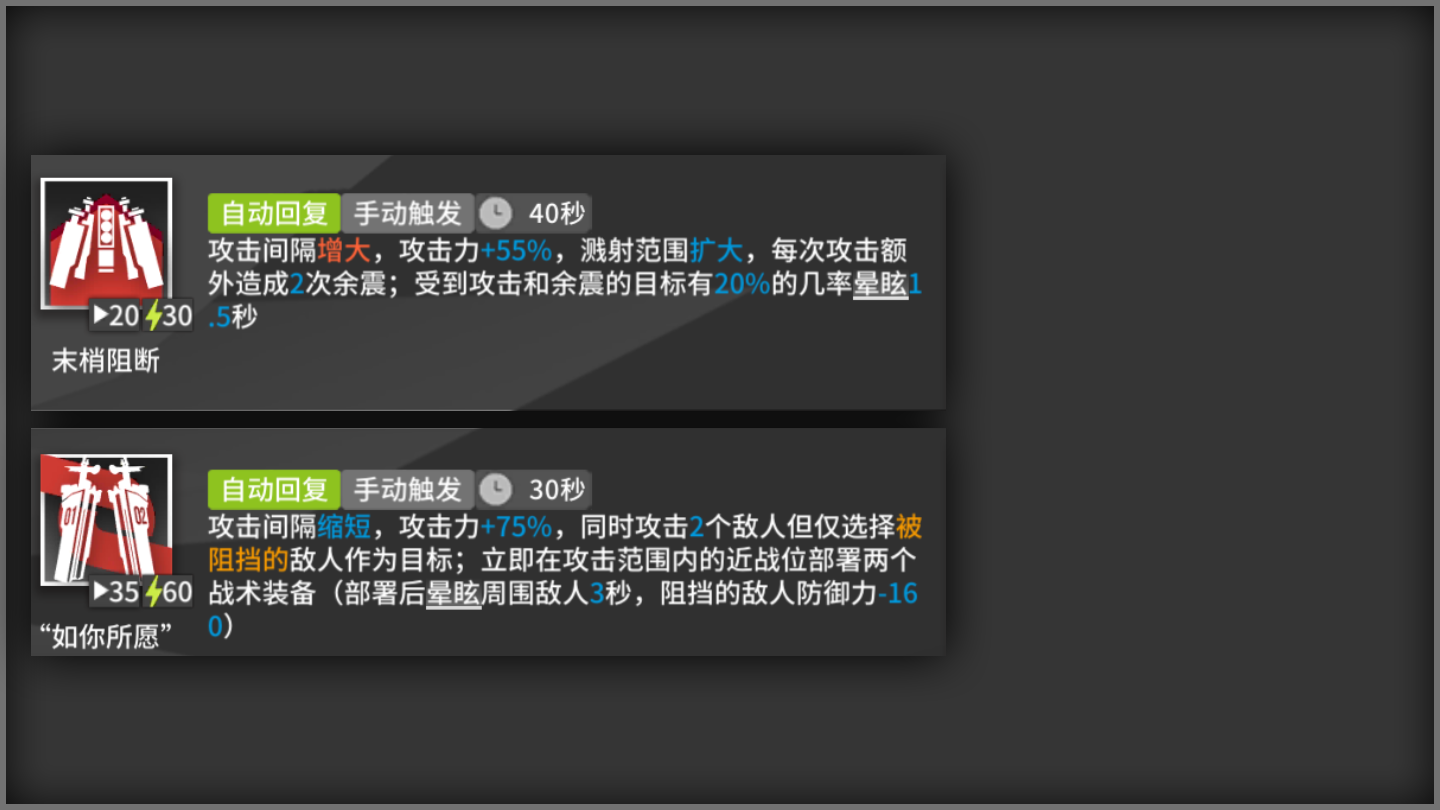 自动回复 手动触发 40秒
攻击间隔增大，攻击力+55%，溅射范围扩大，每次攻击额
外造成2次余震；受到攻击和余震的目标有20%的几率晕眩1
.5秒
20 30
末梢阻断
自动回复 手动触发 30秒
攻击间隔缩短，攻击力+75%，同时攻击2个敌人但仅选择被
阻挡的敌人作为目标；立即在攻击范围内的近战位部署两个
战术装备（部署后晕眩周围敌人3秒，阻挡的敌人防御力-16
0）
01 02
35 60
“如你所愿”